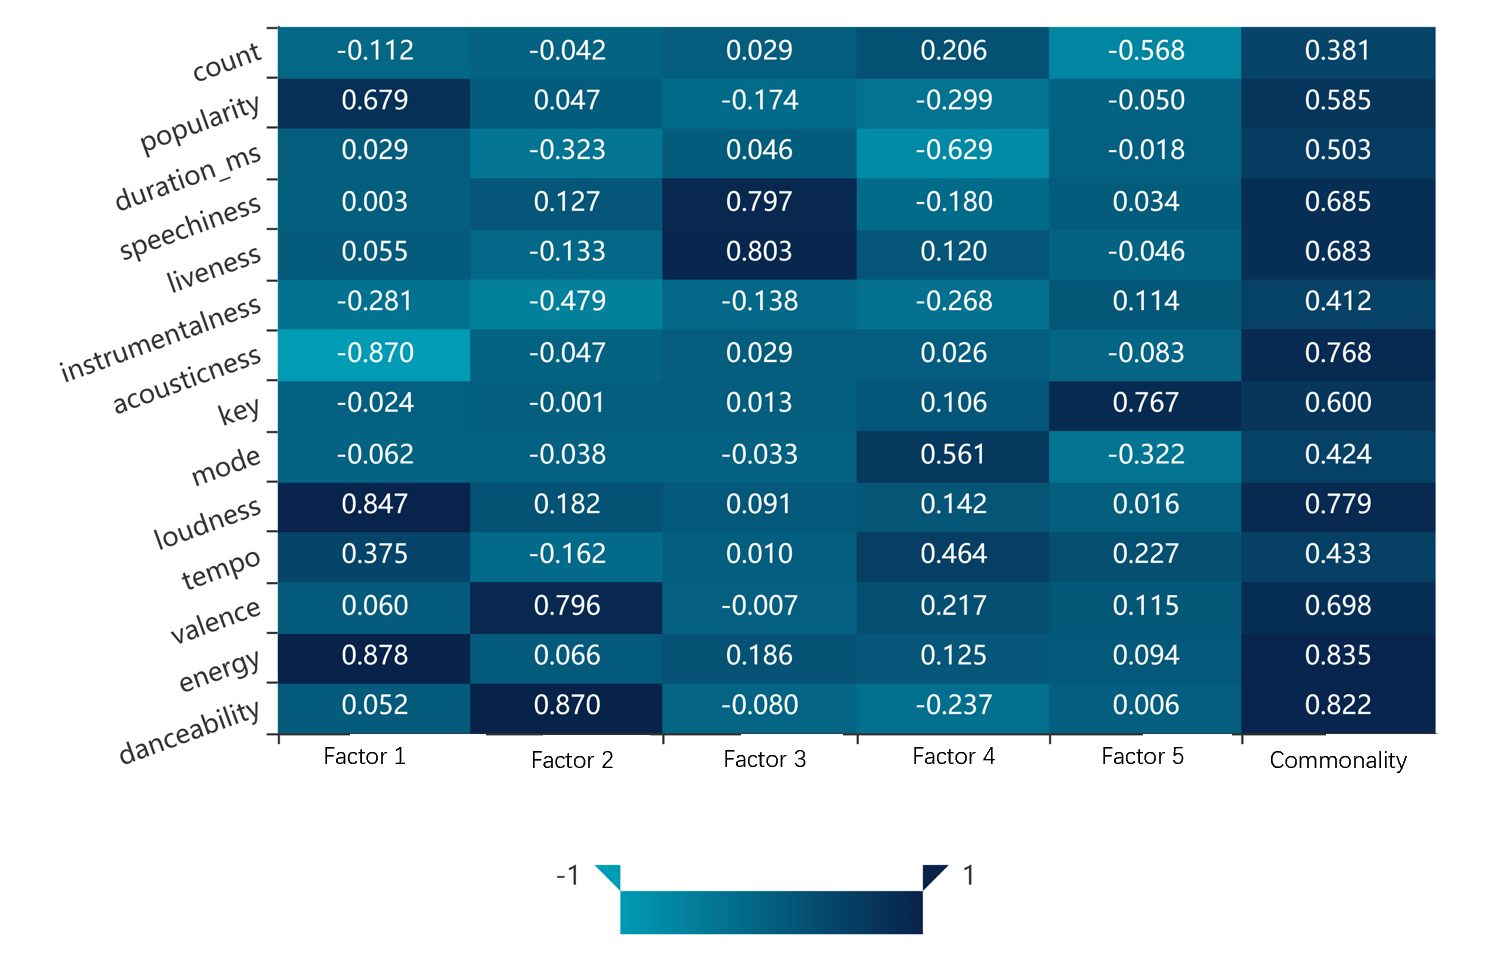 count -0.112 -0.042 0.029 0.206 -0.568 0.381
popularity 0.679 0.047 -0.174 -0.299 -0.050 0.585
duration_ms 0.029 -0.323 0.046 -0.629 -0.018 0.503
speechiness 0.003 0.127 0.797 -0.180 0.034 0.685
liveness 0.055 -0.133 0.803 0.120 -0.046 0.683
instrumentalness -0.281 -0.479 -0.138 -0.268 0.114 0.412
acousticness -0.870 -0.047 0.029 0.026 -0.083 0.768
key -0.024 -0.001 0.013 0.106 0.767 0.600
mode -0.062 -0.038 -0.033 0.561 -0.322 0.424
loudness 0.847 0.182 0.091 0.142 0.016 0.779
tempo 0.375 -0.162 0.010 0.464 0.227 0.433
valence 0.060 0.796 -0.007 0.217 0.115 0.698
energy 0.878 0.066 0.186 0.125 0.094 0.835
danceability 0.052 0.870 -0.080 -0.237 0.006 0.822
Factor 1 Factor 2 Factor 3 Factor 4 Factor 5 Commonality
-1 1